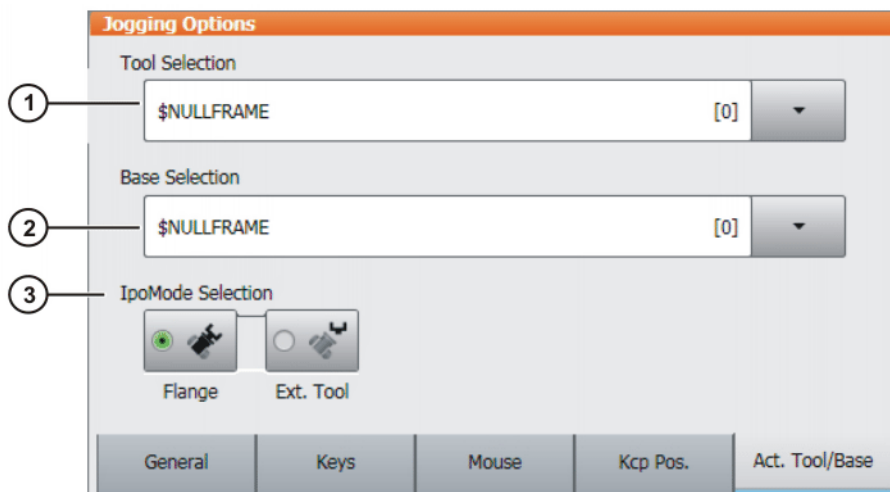 Jogging Options
Tool Selection
1
$NULLFRAME [0]
Base Selection
2
$NULLFRAME [0]
3
IpoMode Selection
Flange Ext. Tool
General Keys Mouse Kcp Pos. Act. Tool/Base